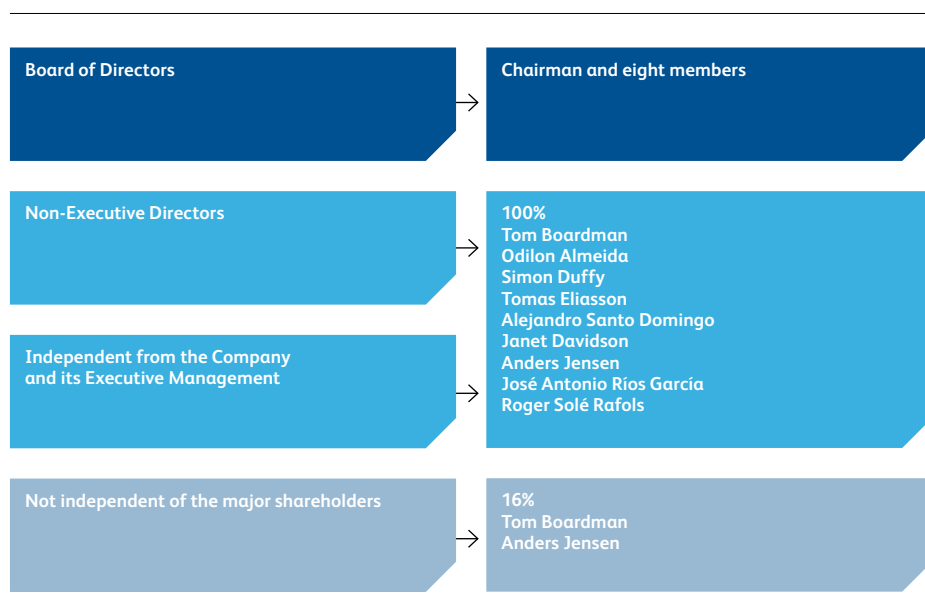 Board of Directors
Chairman and eight members
Non-Executive Directors
100%
Tom Boardman
Odilon Almeida
Simon Duffy
Tomas Eliasson
Alejandro Santo Domingo
Janet Davidson
Anders Jensen
José Antonio Ríos García
Roger Solé Rafols
Independent from the Company
and its Executive Management
Not independent of the major shareholders
16%
Tom Boardman
Anders Jensen